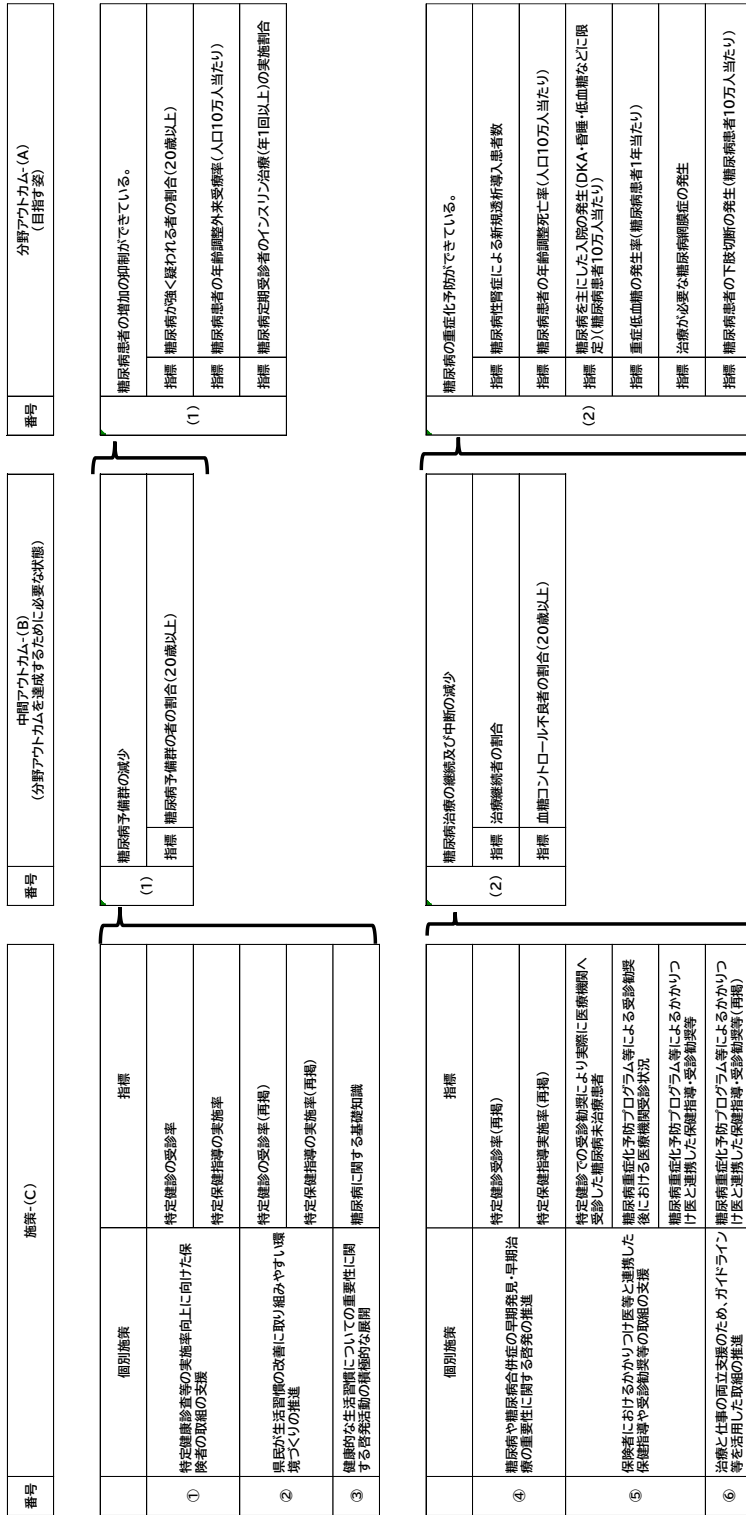 番号
施策-(C)
番号
中間アウトカム-(B)
(分野アウトカムを達成するために必要な状態)
番号
分野アウトカム-(A)
(目指す姿)
個別施策
指標
①
特定健康診査等の実施率向上に向けた保
険者の取組の支援
特定健診の受診率
特定保健指導の実施率
②
県民が生活習慣の改善に取り組みやすい環
境づくりの推進
特定健診の受診率(再掲)
特定保健指導の実施率(再掲)
③
健康的な生活習慣についての重要性に関
する啓発活動の積極的な展開
糖尿病に関する基礎知識
(1)
糖尿病予備群の減少
指標
糖尿病予備群の者の割合(20歳以上)
(1)
糖尿病患者の増加の抑制ができている。
指標
糖尿病が強く疑われる者の割合(20歳以上)
指標
糖尿病患者の年齢調整外来受療率(人口10万人当たり)
指標
糖尿病定期受診者のインスリン治療(年1回以上)の実施割合
個別施策
指標
④
糖尿病や糖尿病合併症の早期発見・早期治
療の重要性に関する啓発の推進
特定健診受診率(再掲)
特定保健指導実施率(再掲)
⑤
保険者におけるかかりつけ医等と連携した
保健指導や受診勧奨等の取組の支援
特定健診での受診勧奨により実際に医療機関へ
受診した糖尿病未治療患者
糖尿病重症化予防プログラム等による受診勧奨
後における医療機関受診状況
糖尿病重症化予防プログラム等によるかかりつ
け医と連携した保健指導・受診勧奨等
⑥
治療と仕事の両立支援のため、ガイドライン
等を活用した取組の推進
糖尿病重症化予防プログラム等によるかかりつ
け医と連携した保健指導・受診勧奨等(再掲)
(2)
糖尿病治療の継続及び中断の減少
指標
治療継続者の割合
指標
血糖コントロール不良者の割合(20歳以上)
(2)
糖尿病の重症化予防ができている。
指標
糖尿病性腎症による新規透析導入患者数
指標
糖尿病患者の年齢調整死亡率(人口10万人当たり)
指標
糖尿病を主にした入院の発生(DKA・昏睡・低血糖などに限
定)(糖尿病患者10万人当たり)
指標
重症低血糖の発生率(糖尿病患者1年当たり)
指標
治療が必要な糖尿病網膜症の発生
指標
糖尿病患者の下肢切断の発生(糖尿病患者10万人当たり)